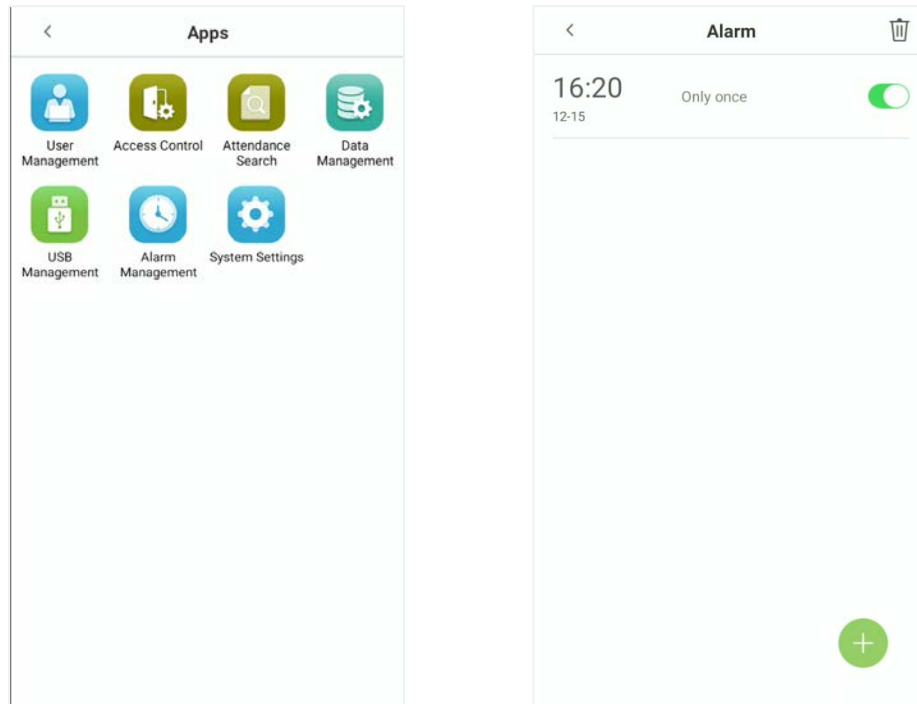 Apps
User Management
Access Control
Attendance Search
Data Management
USB Management
Alarm Management
System Settings
Alarm
16:20
Only once
12-15